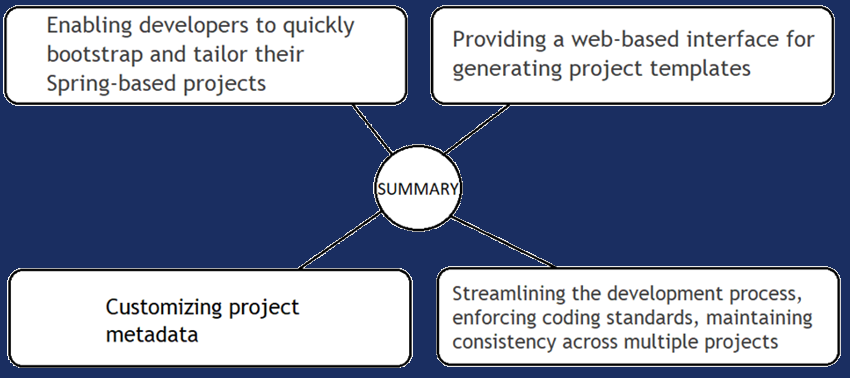 Enabling developers to quickly
bootstrap and tailor their
Spring-based projects
Providing a web-based interface for
generating project templates
SUMMARY
Customizing project
metadata
Streamlining the development process,
enforcing coding standards, maintaining
consistency across multiple projects